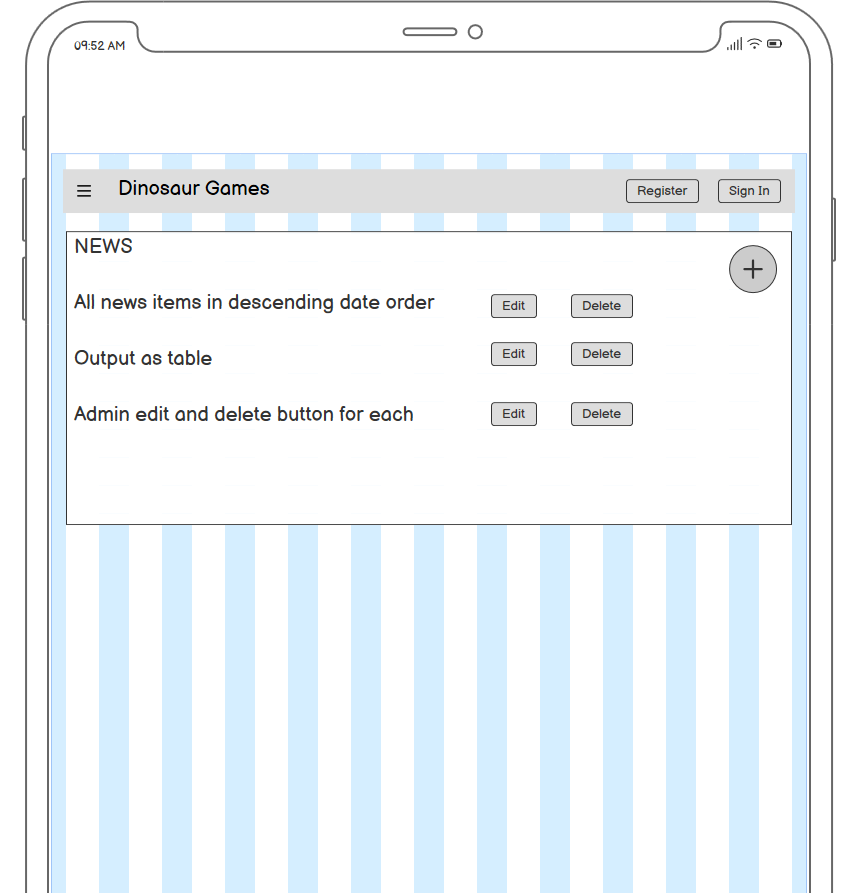 09:52 AM
Dinosaur Games
Register
Sign In
NEWS
All news items in descending date order
Edit
Delete
Output as table
Edit
Delete
Admin edit and delete button for each
Edit
Delete